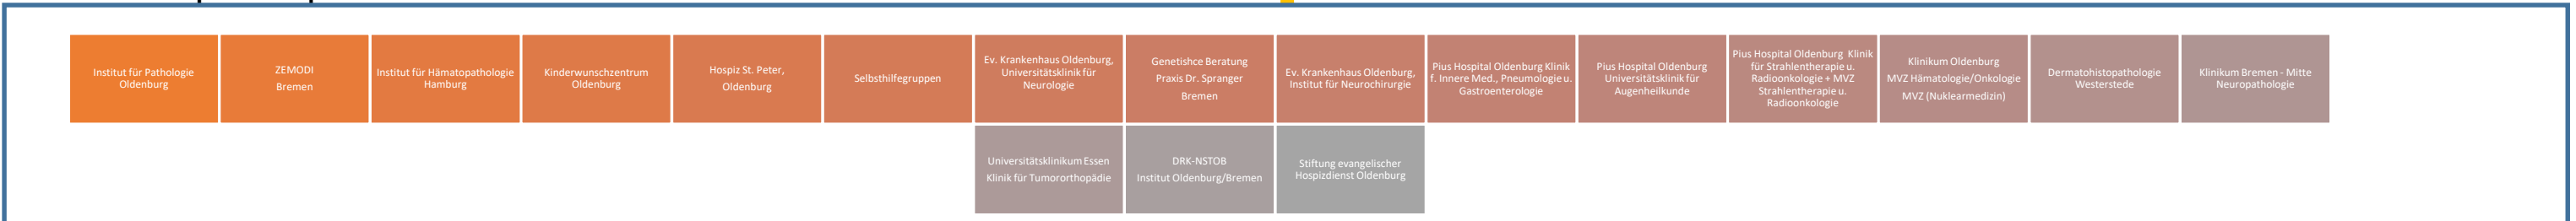 Institut für Pathologie
Oldenburg
ZEMODI
Bremen
Institut für Hämatopathologie
Hamburg
Kinderwunschzentrum
Oldenburg
Hospiz St. Peter,
Oldenburg
Selbsthilfegruppen
Ev. Krankenhaus Oldenburg,
Universitätsklinik für
Neurologie
Genetishce Beratung
Praxis Dr. Spranger
Bremen
Ev. Krankenhaus Oldenburg,
Institut für Neurochirurgie
Pius Hospital Oldenburg Klinik
f. Innere Med., Pneumologie u.
Gastroenterologie
Pius Hospital Oldenburg
Universitätsklinik für
Augenheilkunde
Pius Hospital Oldenburg Klinik
für Strahlentherapie u.
Radioonkologie + MVZ
Strahlentherapie u.
Radioonkologie
Klinikum Oldenburg
MVZ Hämatologie/Onkologie
MVZ (Nuklearmedizin)
Dermatohistopathologie
Westerstede
Klinikum Bremen - Mitte
Neuropathologie
Universitätsklinikum Essen
Klinik für Tumororthopädie
DRK-NSTOB
Institut Oldenburg/Bremen
Stiftung evangelischer
Hospizdienst Oldenburg